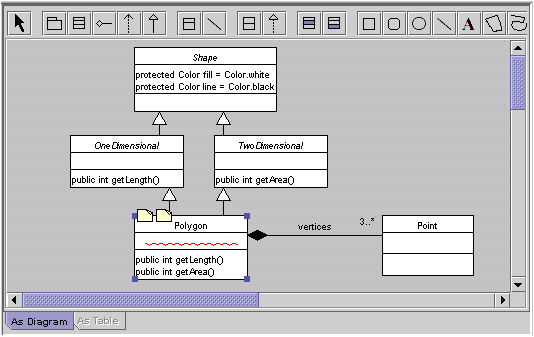 A
Shape
protected Color fill = Color.white
protected Color line = Color.black
OneDimensional
TwoDimensional
public int getLength()
public int getArea()
Polygon
vertices
3..*
Point
public int getLength()
public int getArea()
As Diagram
As Table